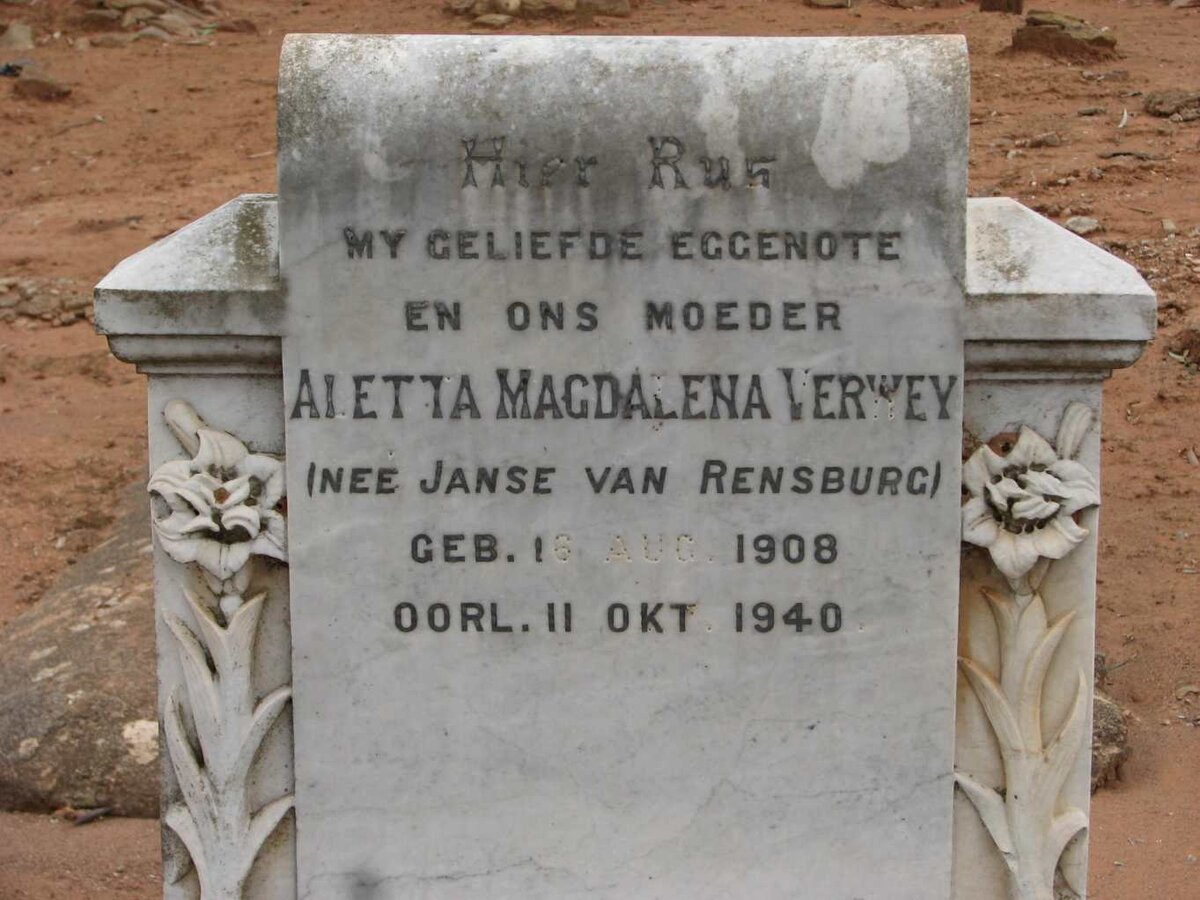 Hier Rus
MY GELIEFDE EGGENOTE
EN ONS MOEDER
ALETTA MAGDALENA VERWEY
(NEE JANSE VAN RENSBURG)
GEB. 16 AUG. 1908
OORL. 11 OKT. 1940